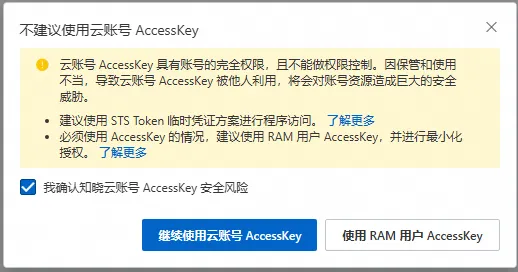 不建议使用云账号 AccessKey
云账号 AccessKey 具有账号的完全权限，且不能做权限控制。因保管和使用
不当，导致云账号 AccessKey 被他人利用，将会对账号资源造成巨大的安全
威胁。
• 建议使用 STS Token 临时凭证方案进行程序访问。 了解更多
• 必须使用 AccessKey 的情况，建议使用 RAM 用户 AccessKey，并进行最小化
授权。 了解更多
我确认知晓云账号 AccessKey 安全风险
继续使用云账号 AccessKey 使用 RAM 用户 AccessKey